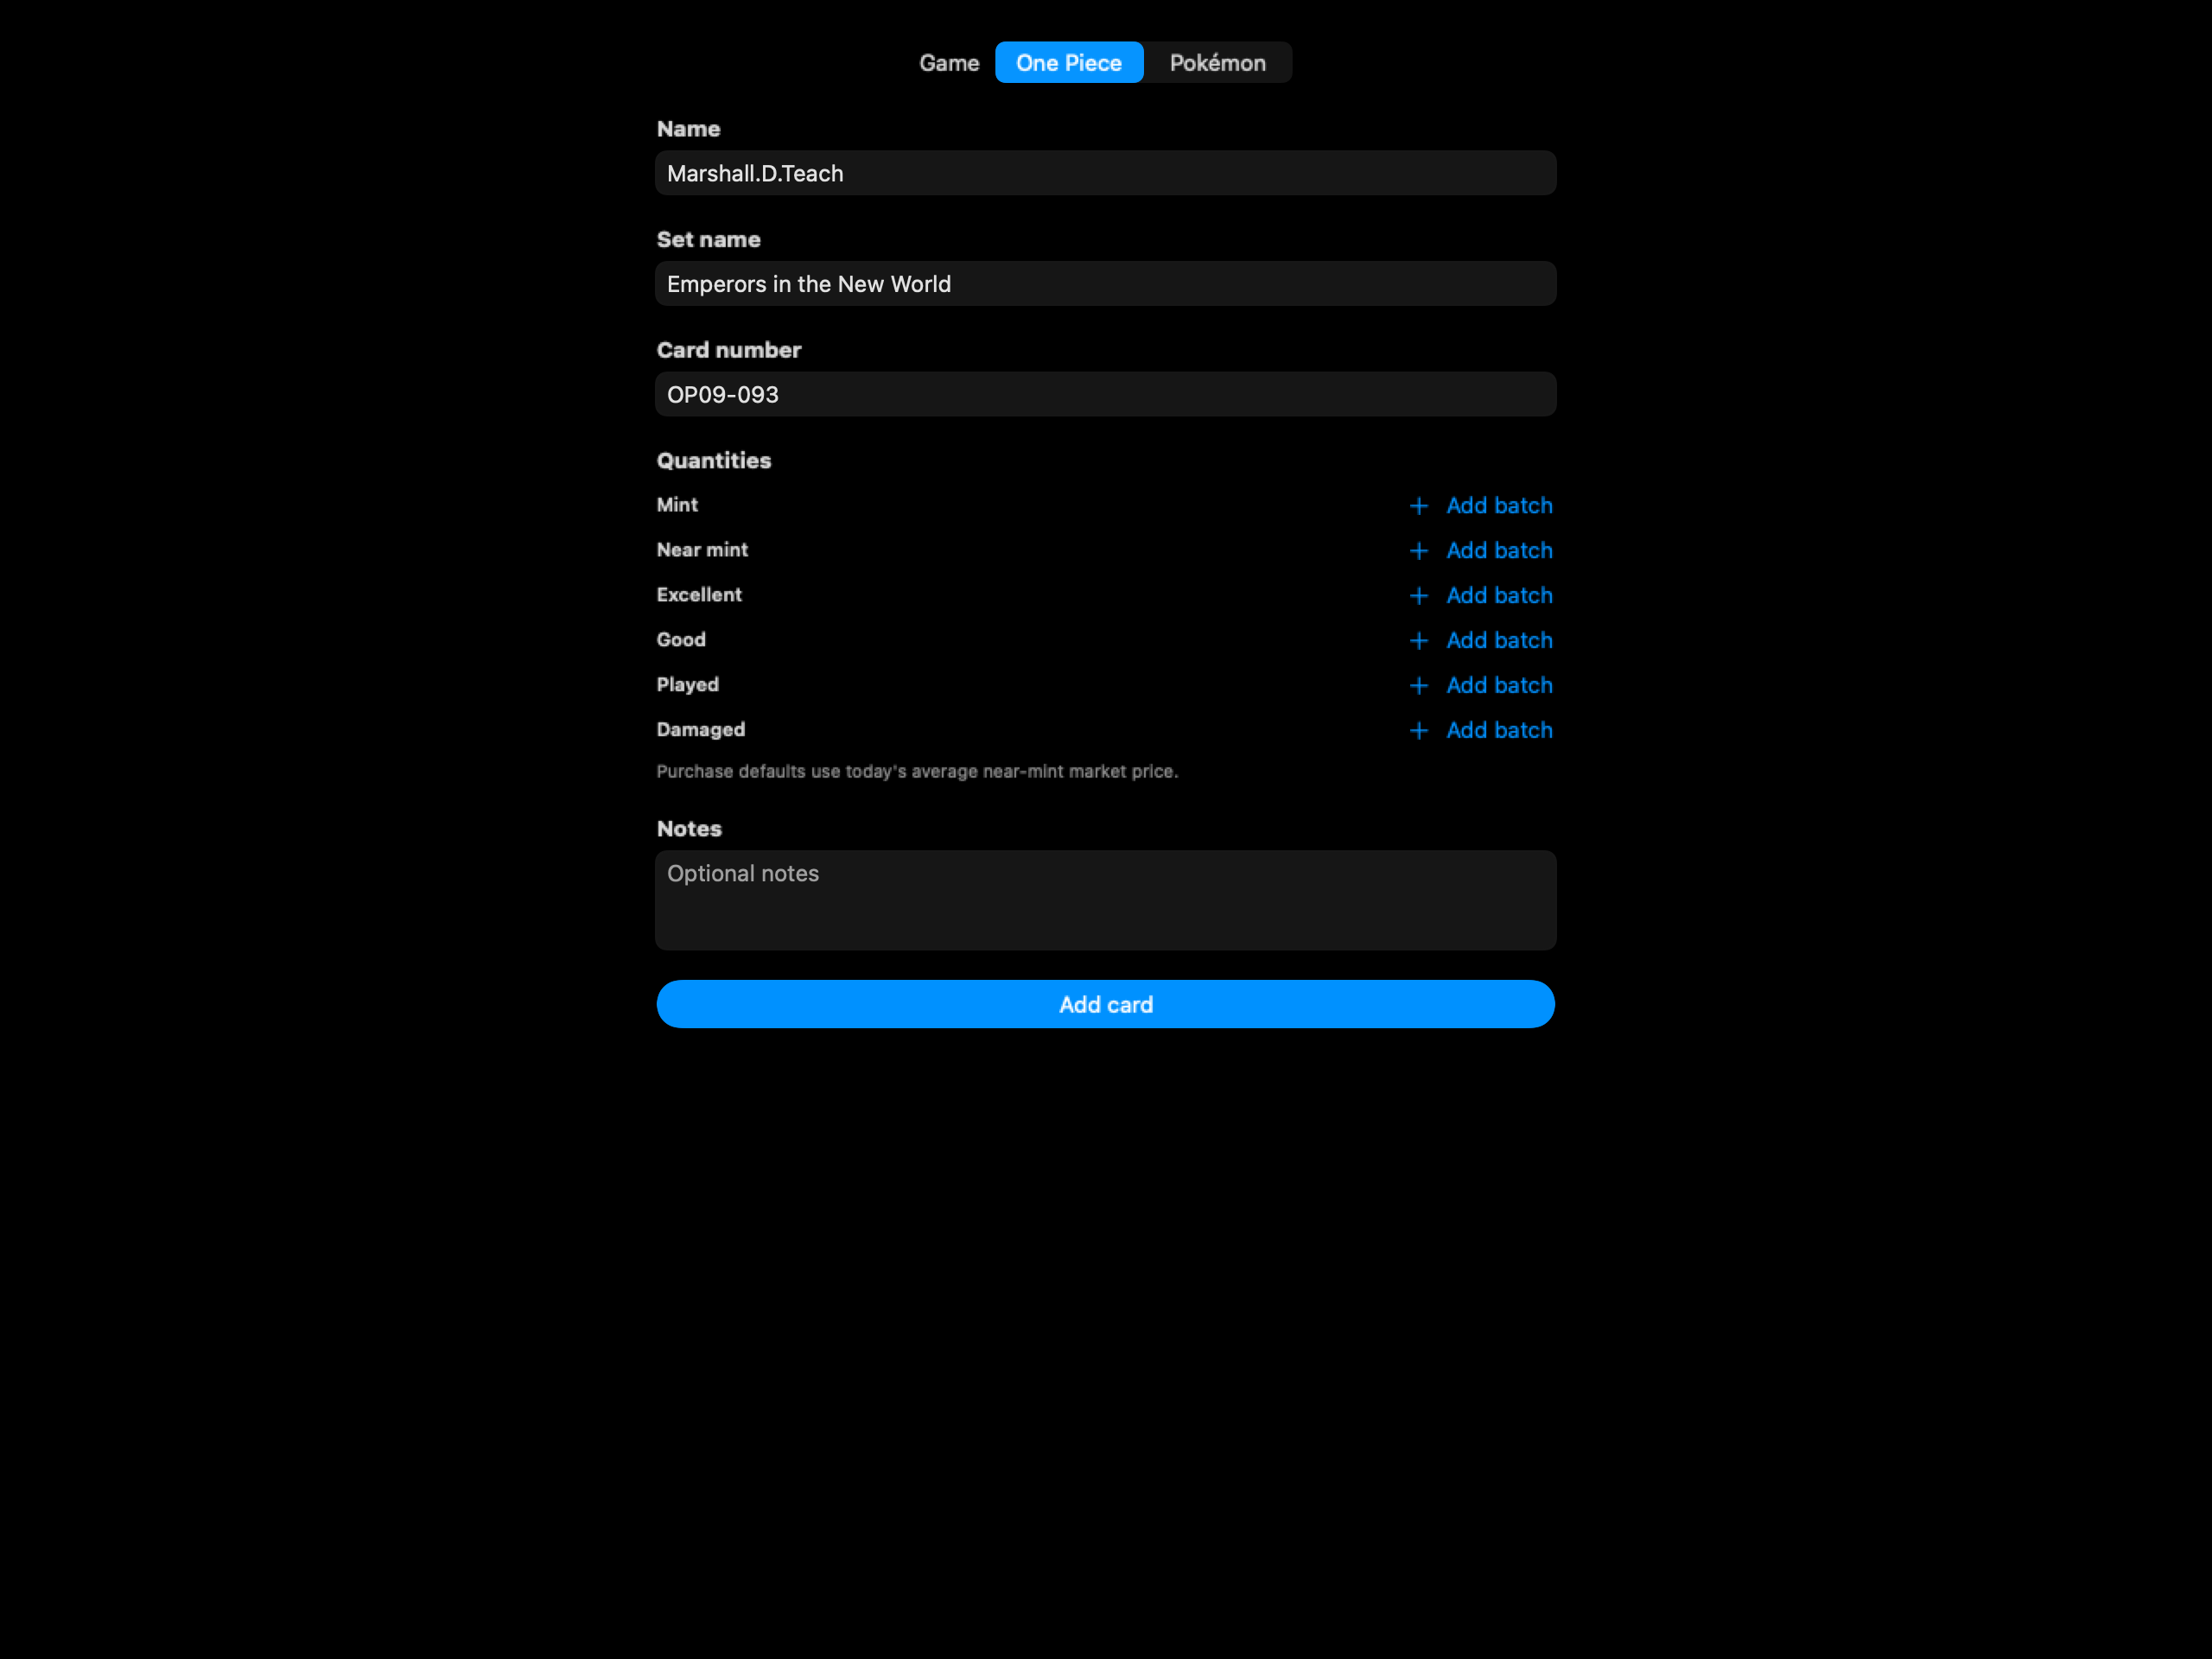 Game One Piece Pokémon
Name
Marshall.D.Teach
Set name
Emperors in the New World
Card number
OP09-093
Quantities
Mint + Add batch
Near mint + Add batch
Excellent + Add batch
Good + Add batch
Played + Add batch
Damaged + Add batch
Purchase defaults use today's average near-mint market price.
Notes
Optional notes
Add card